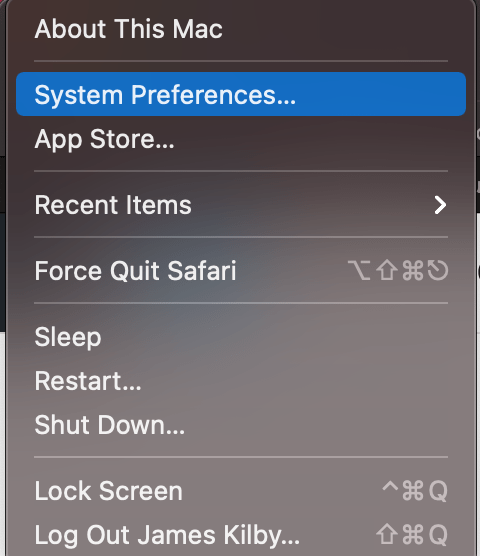 About This Mac
System Preferences...
App Store...
Recent Items
Force Quit Safari ⌥⇧⌘⎋
Sleep
Restart...
Shut Down...
Lock Screen ^⌘Q
Log Out James Kilby... ⇧⌘Q